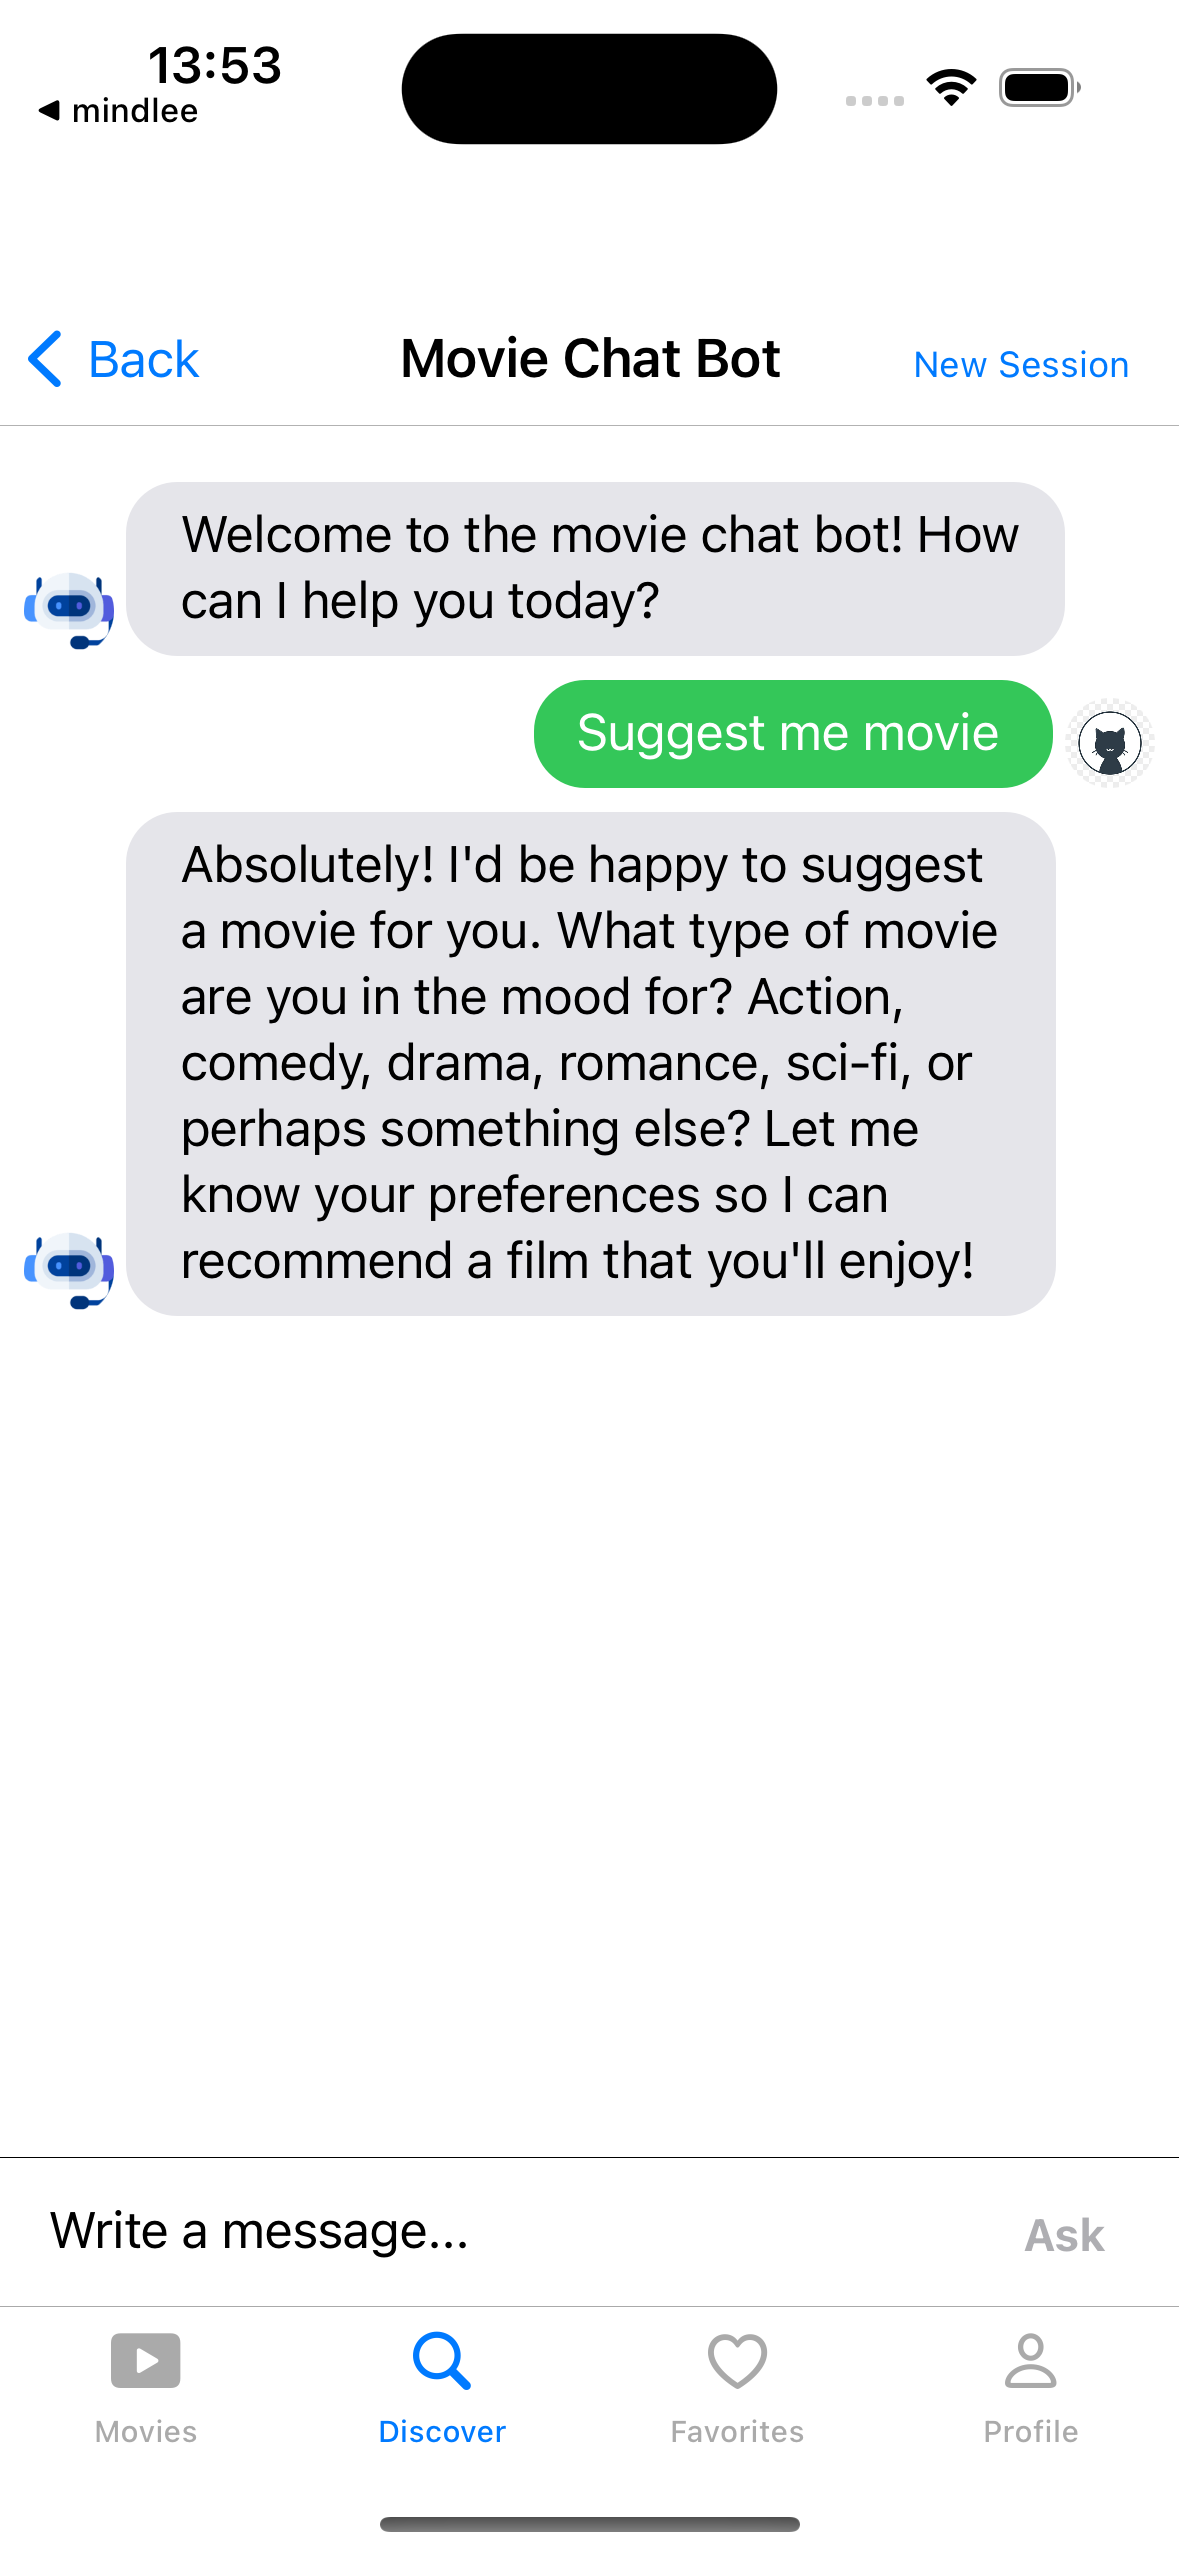 13:53
mindlee
Back
Movie Chat Bot
New Session
Welcome to the movie chat bot! How
can I help you today?
Suggest me movie
Absolutely! I'd be happy to suggest
a movie for you. What type of movie
are you in the mood for? Action,
comedy, drama, romance, sci-fi, or
perhaps something else? Let me
know your preferences so I can
recommend a film that you'll enjoy!
Write a message...
Ask
Movies
Discover
Favorites
Profile